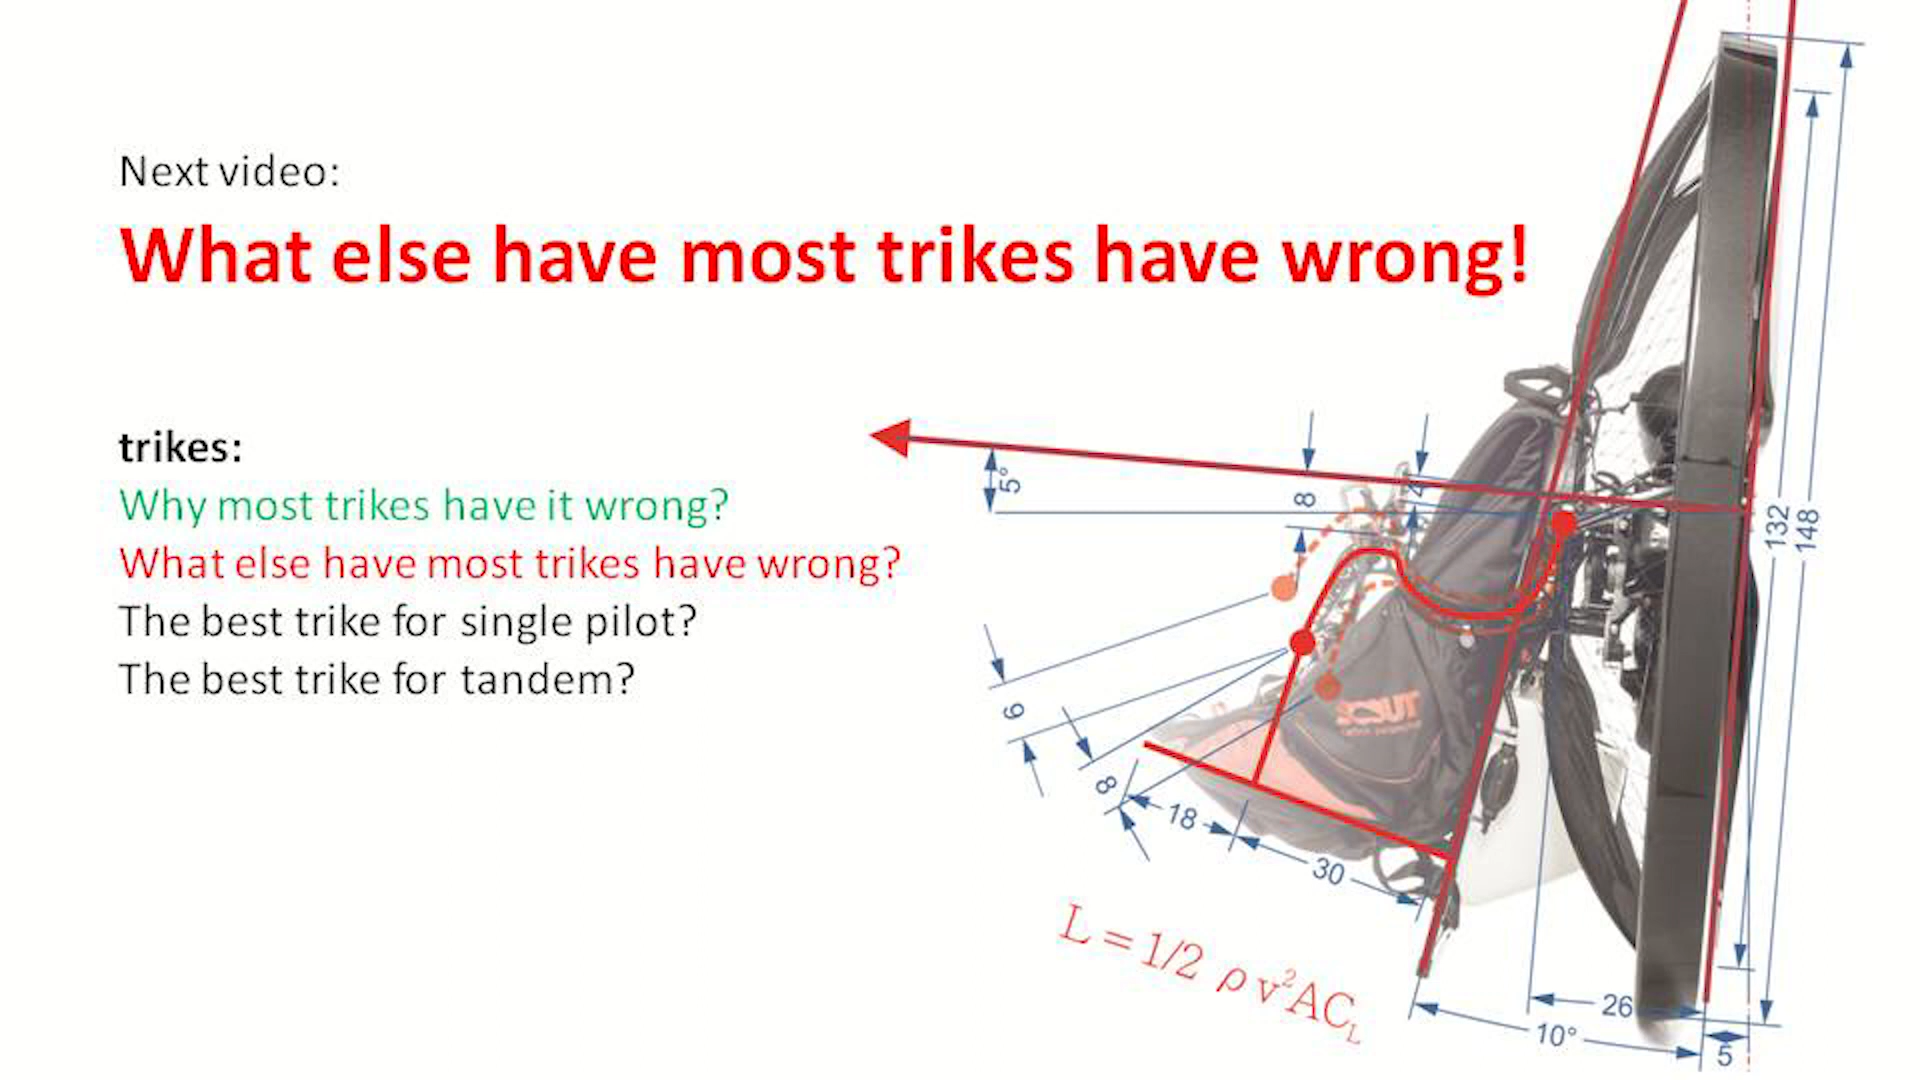 Next video:
What else have most trikes have wrong!
trikes:
Why most trikes have it wrong?
What else have most trikes have wrong?
The best trike for single pilot?
The best trike for tandem?
5°
8
4
132
148
SCOUT
6
8
18
30
L = 1/2 ρ v²AC_L
26
10°
5